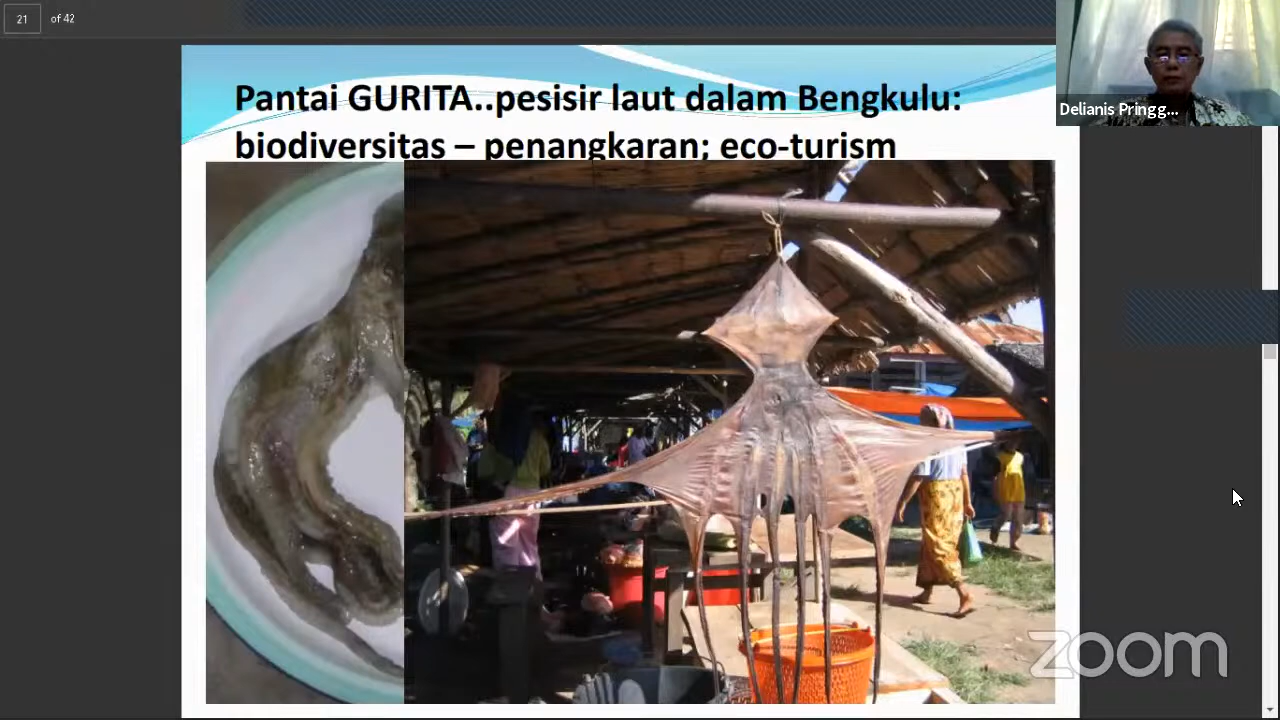 21 of 42
Pantai GURITA..pesisir laut dalam Bengkulu:
biodiversitas – penangkaran; eco-turism
Delianis Pringg...
zoom